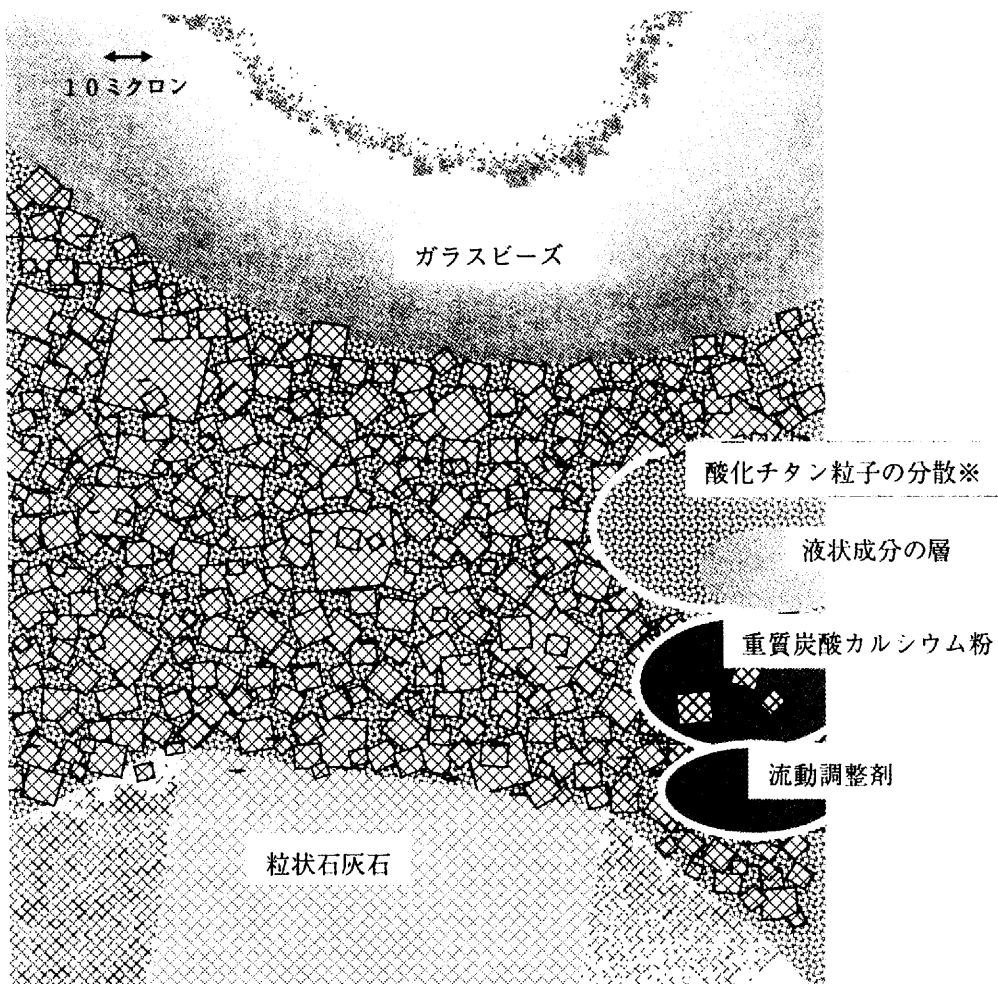 10ミクロン
ガラスビーズ
酸化チタン粒子の分散※
液状成分の層
重質炭酸カルシウム粉
流動調整剤
粒状石灰石